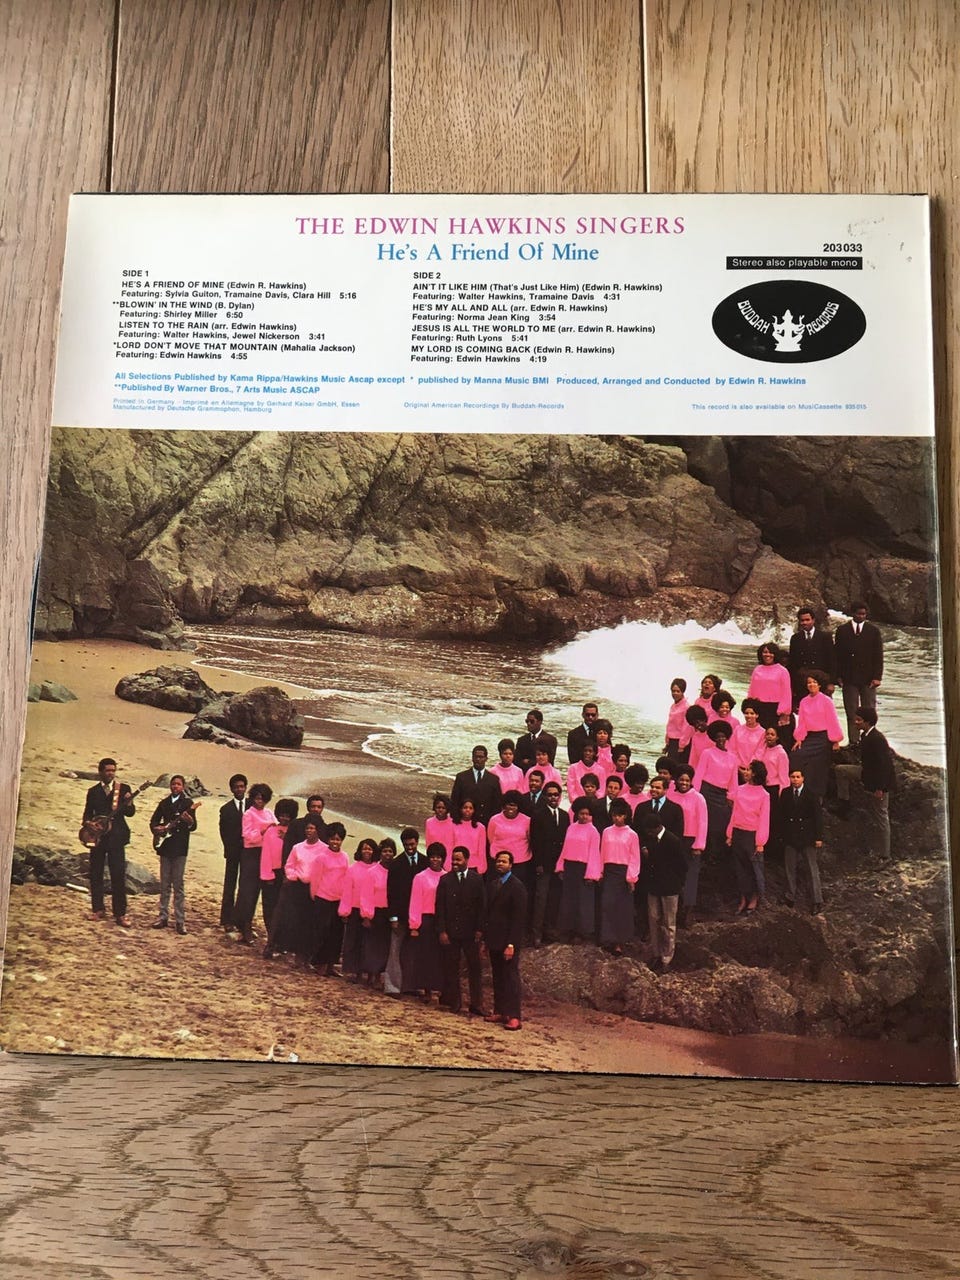 THE EDWIN HAWKINS SINGERS
He's A Friend Of Mine
203 033
Stereo also playable mono
BUDDAH RECORDS
SIDE 1
HE'S A FRIEND OF MINE (Edwin R. Hawkins)
Featuring: Sylvia Guiton, Tramaine Davis, Clara Hill 5:16
**BLOWIN' IN THE WIND (B. Dylan)
Featuring: Shirley Miller 6:50
LISTEN TO THE RAIN (arr. Edwin Hawkins)
Featuring: Walter Hawkins, Jewel Nickerson 3:41
*LORD DON'T MOVE THAT MOUNTAIN (Mahalia Jackson)
Featuring: Edwin Hawkins 4:55
SIDE 2
AIN'T IT LIKE HIM (That's Just Like Him) (Edwin R. Hawkins)
Featuring: Walter Hawkins, Tramaine Davis 4:31
HE'S MY ALL AND ALL (arr. Edwin R. Hawkins)
Featuring: Norma Jean King 3:54
JESUS IS ALL THE WORLD TO ME (arr. Edwin R. Hawkins)
Featuring: Ruth Lyons 5:41
MY LORD IS COMING BACK (Edwin R. Hawkins)
Featuring: Edwin Hawkins 4:19
All Selections Published by Kama Rippa/Hawkins Music Ascap except * published by Manna Music BMI Produced, Arranged and Conducted by Edwin R. Hawkins
**Published By Warner Bros., 7 Arts Music ASCAP
Printed in Germany - Imprimé en Allemagne by Gerhard Kaiser GmbH, Essen
Manufactured by Deutsche Grammophon, Hamburg
Original American Recordings By Buddah-Records
This record is also available on MusiCassette 935 015